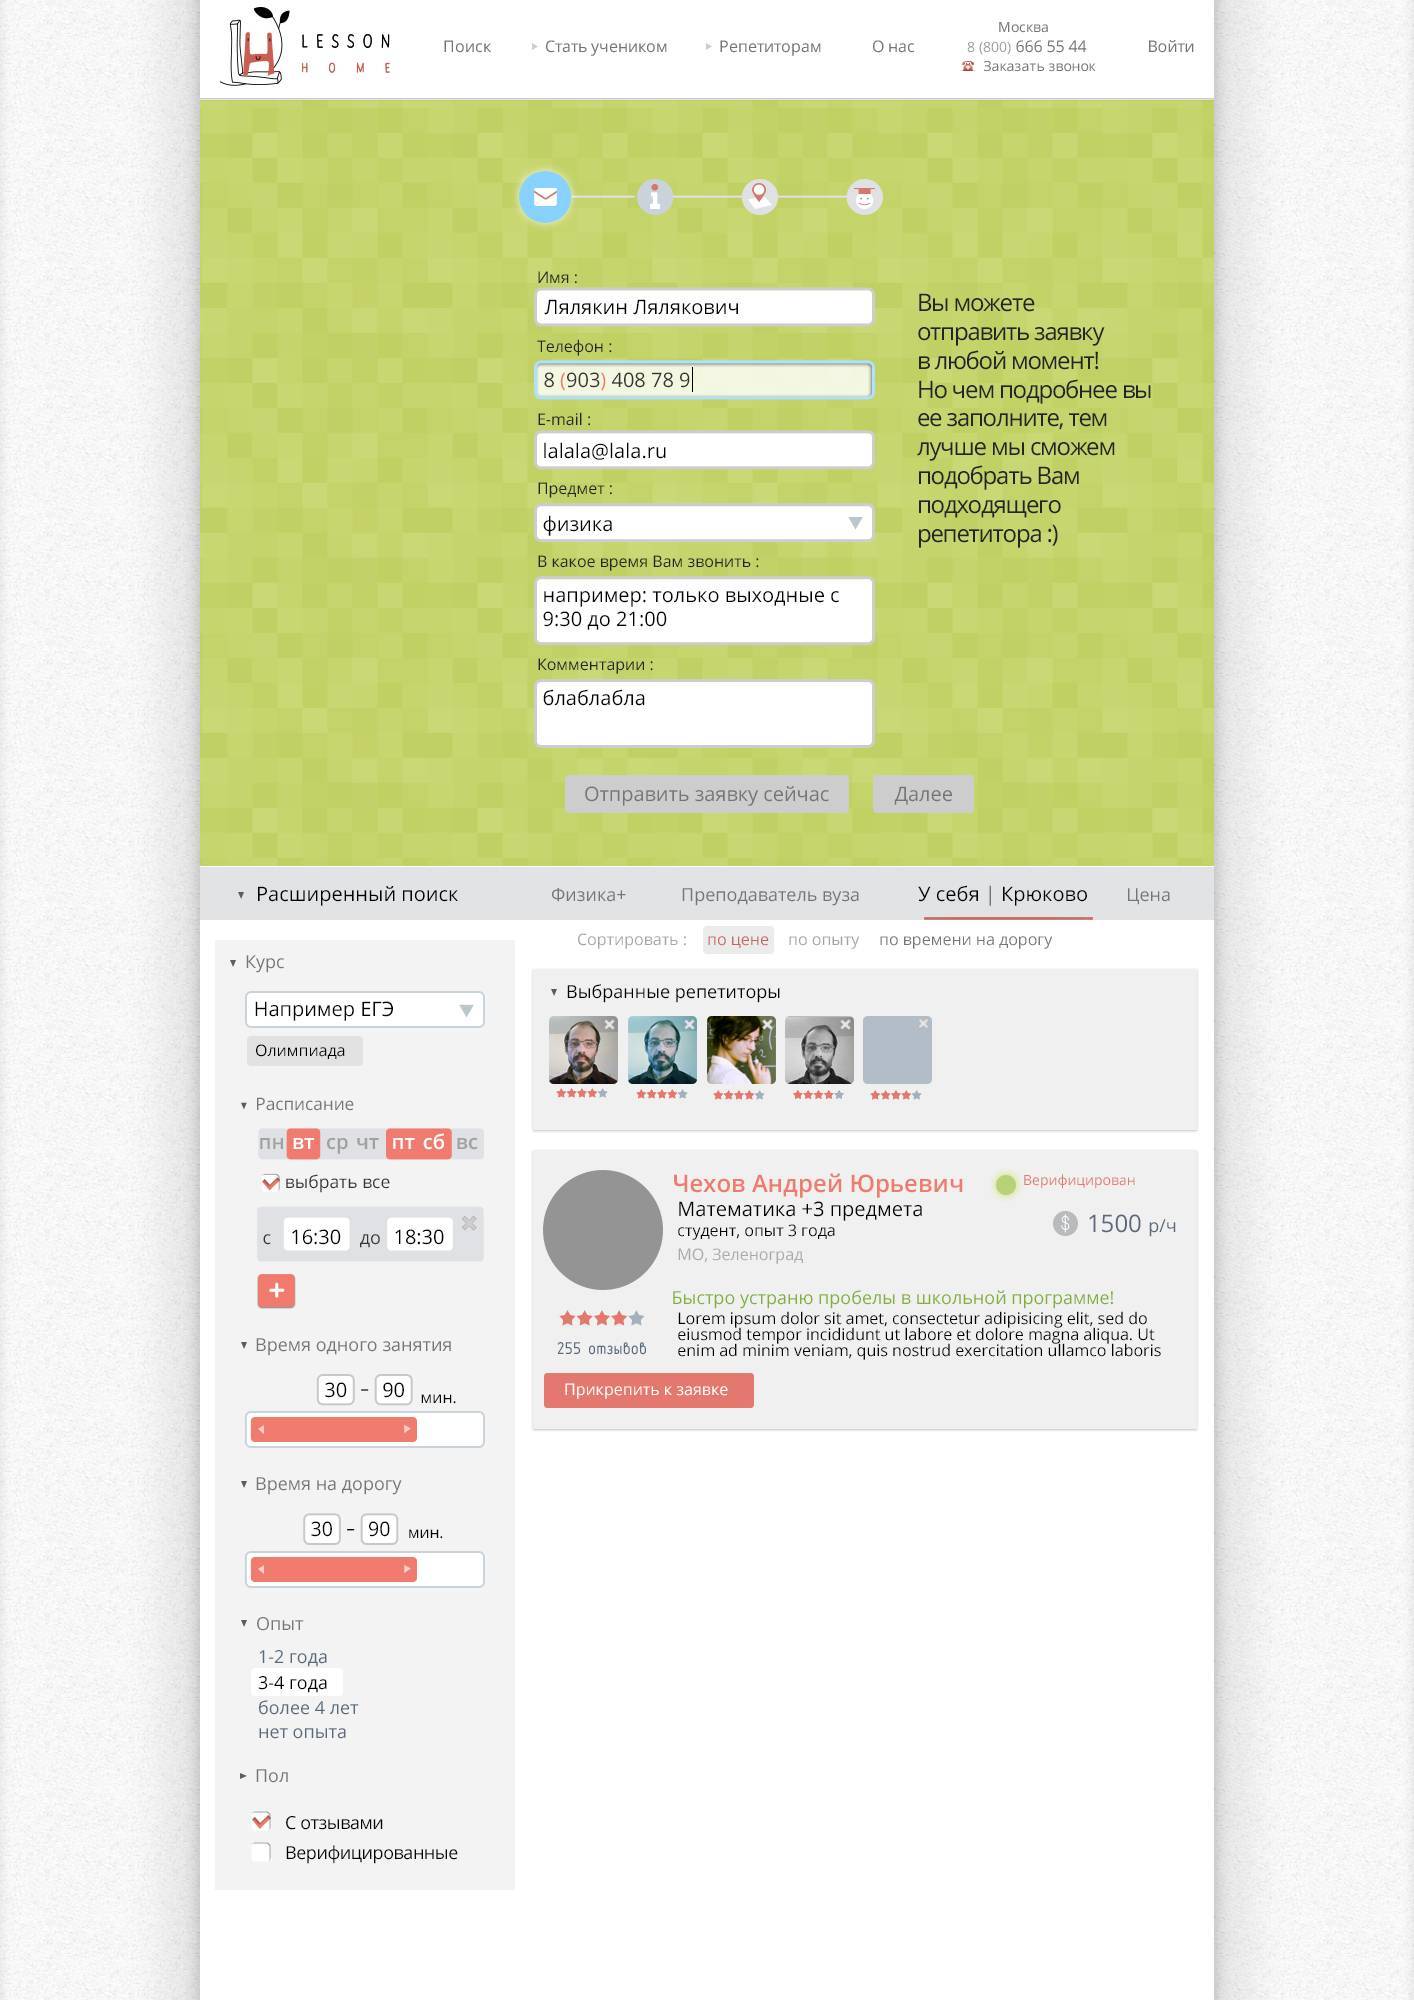 LESSON
HOME
Поиск
Стать учеником
Репетиторам
О нас
Москва
8 (800) 666 55 44
Заказать звонок
Войти
Имя :
Лялякин Лялякович
Телефон :
8 (903) 408 78 9
E-mail :
lalala@lala.ru
Предмет :
физика
В какое время Вам звонить :
например: только выходные с
9:30 до 21:00
Комментарии :
блаблабла
Вы можете
отправить заявку
в любой момент!
Но чем подробнее вы
ее заполните, тем
лучше мы сможем
подобрать Вам
подходящего
репетитора :)
Отправить заявку сейчас
Далее
Расширенный поиск
Физика+
Преподаватель вуза
У себя | Крюково
Цена
Сортировать : по цене по опыту по времени на дорогу
Курс
Например ЕГЭ
Олимпиада
Расписание
пн вт ср чт пт сб вс
выбрать все
с 16:30 до 18:30
+
Время одного занятия
30 – 90 мин.
Время на дорогу
30 – 90 мин.
Опыт
1-2 года
3-4 года
более 4 лет
нет опыта
Пол
С отзывами
Верифицированные
Выбранные репетиторы
Чехов Андрей Юрьевич
Верифицирован
Математика +3 предмета
студент, опыт 3 года
$ 1500 р/ч
МО, Зеленоград
Быстро устраню пробелы в школьной программе!
Lorem ipsum dolor sit amet, consectetur adipisicing elit, sed do
eiusmod tempor incididunt ut labore et dolore magna aliqua. Ut
enim ad minim veniam, quis nostrud exercitation ullamco laboris
255 отзывов
Прикрепить к заявке